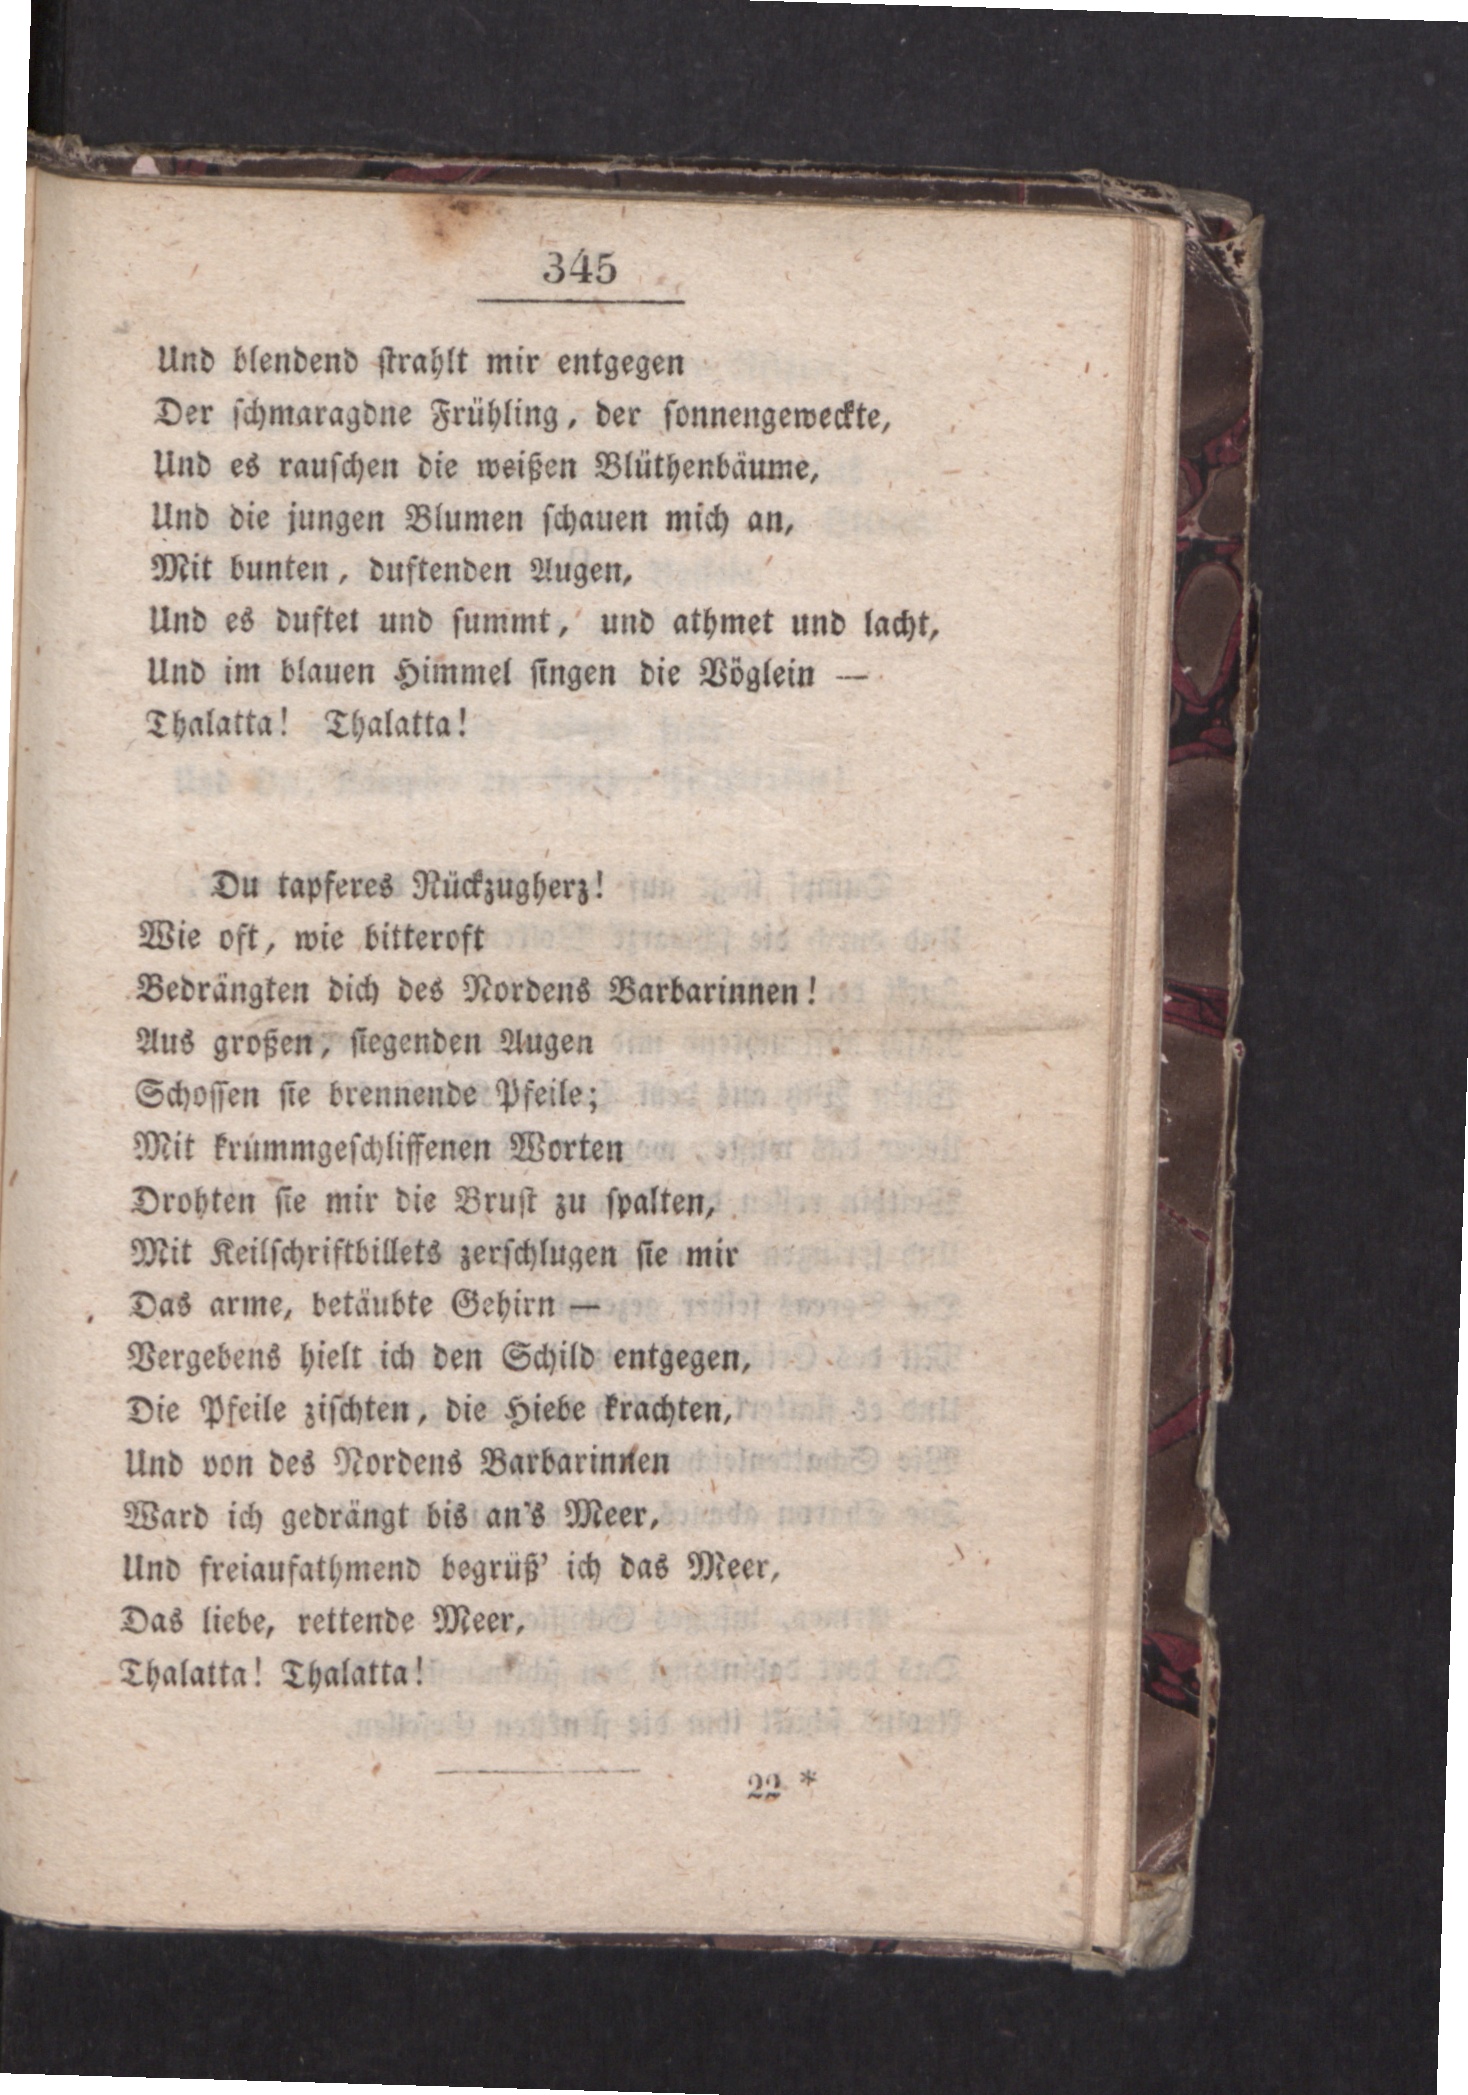 345
Und blendend ſtrahlt mir entgegen
Der ſchmaragdne Frühling, der ſonnengeweckte,
Und es rauſchen die weißen Blüthenbäume,
Und die jungen Blumen ſchauen mich an,
Mit bunten, duftenden Augen,
Und es duftet und ſummt, und athmet und lacht,
Und im blauen Himmel ſingen die Vöglein —
Thalatta! Thalatta!
Du tapferes Rückzugherz!
Wie oft, wie bitteroft
Bedrängten dich des Nordens Barbarinnen!
Aus großen, ſiegenden Augen
Schoſſen ſie brennende Pfeile;
Mit krummgeſchliffenen Worten
Drohten ſie mir die Bruſt zu ſpalten,
Mit Keilſchriftbillets zerſchlugen ſie mir
Das arme, betäubte Gehirn —
Vergebens hielt ich den Schild entgegen,
Die Pfeile ziſchten, die Hiebe krachten,
Und von des Nordens Barbarinnen
Ward ich gedrängt bis an's Meer,
Und freiaufathmend begrüß' ich das Meer,
Das liebe, rettende Meer,
Thalatta! Thalatta!
22 *